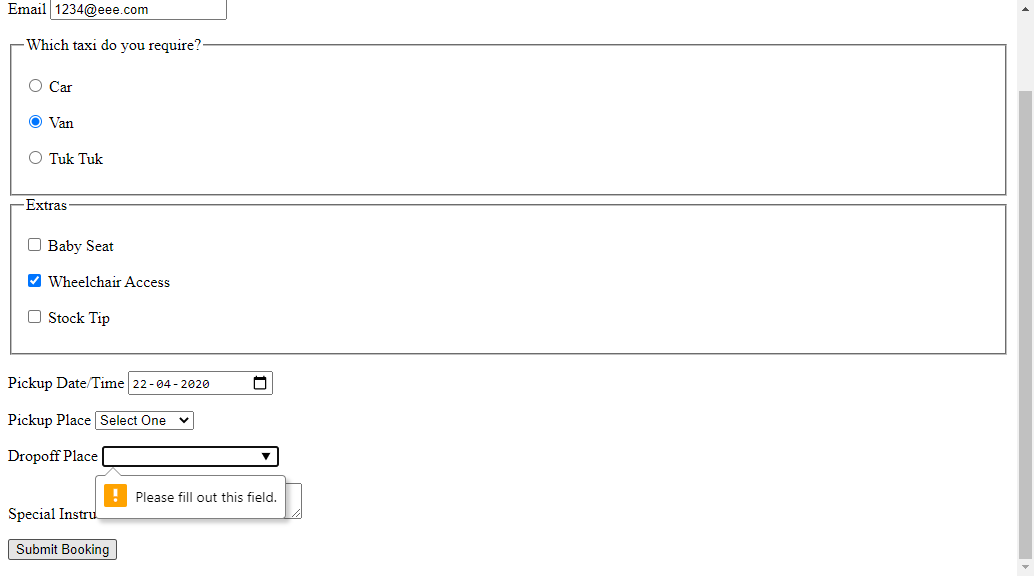 Email 1234@eee.com
Which taxi do you require?
Car
Van
Tuk Tuk
Extras
Baby Seat
Wheelchair Access
Stock Tip
Pickup Date/Time 22-04-2020
Pickup Place Select One
Dropoff Place
Please fill out this field.
Special Instru
Submit Booking